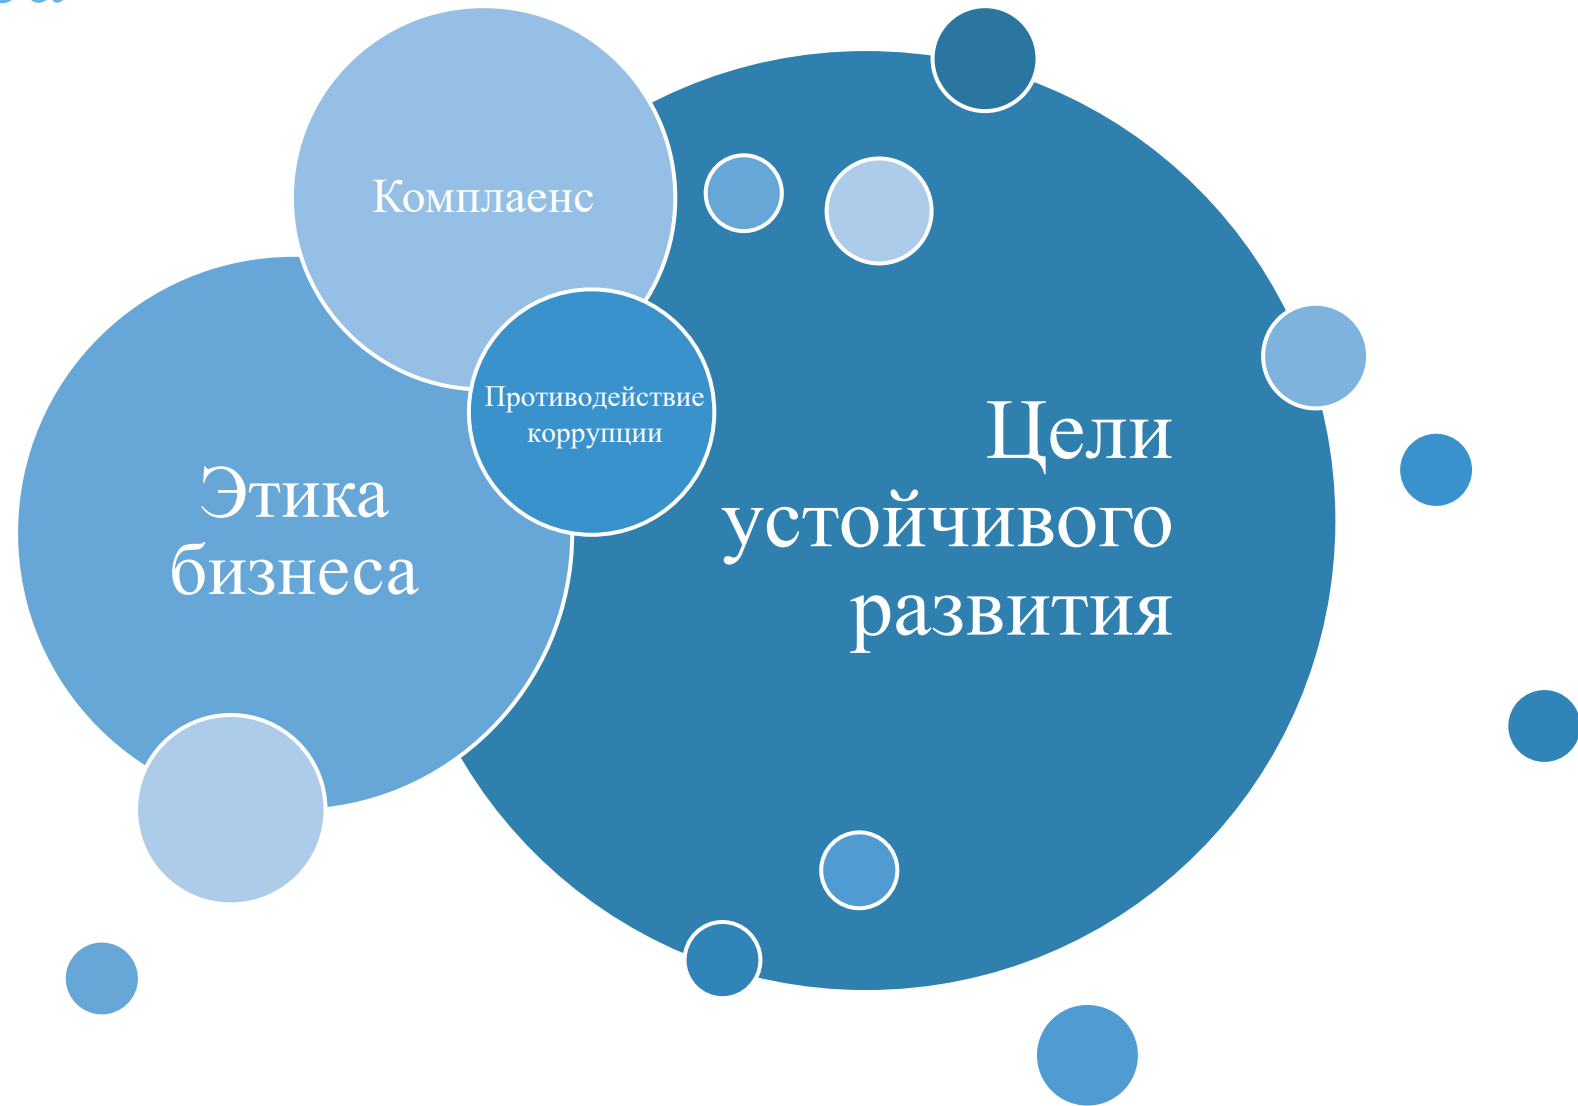 Комплаенс
Противодействие
коррупции
Этика
бизнеса
Цели
устойчивого
развития